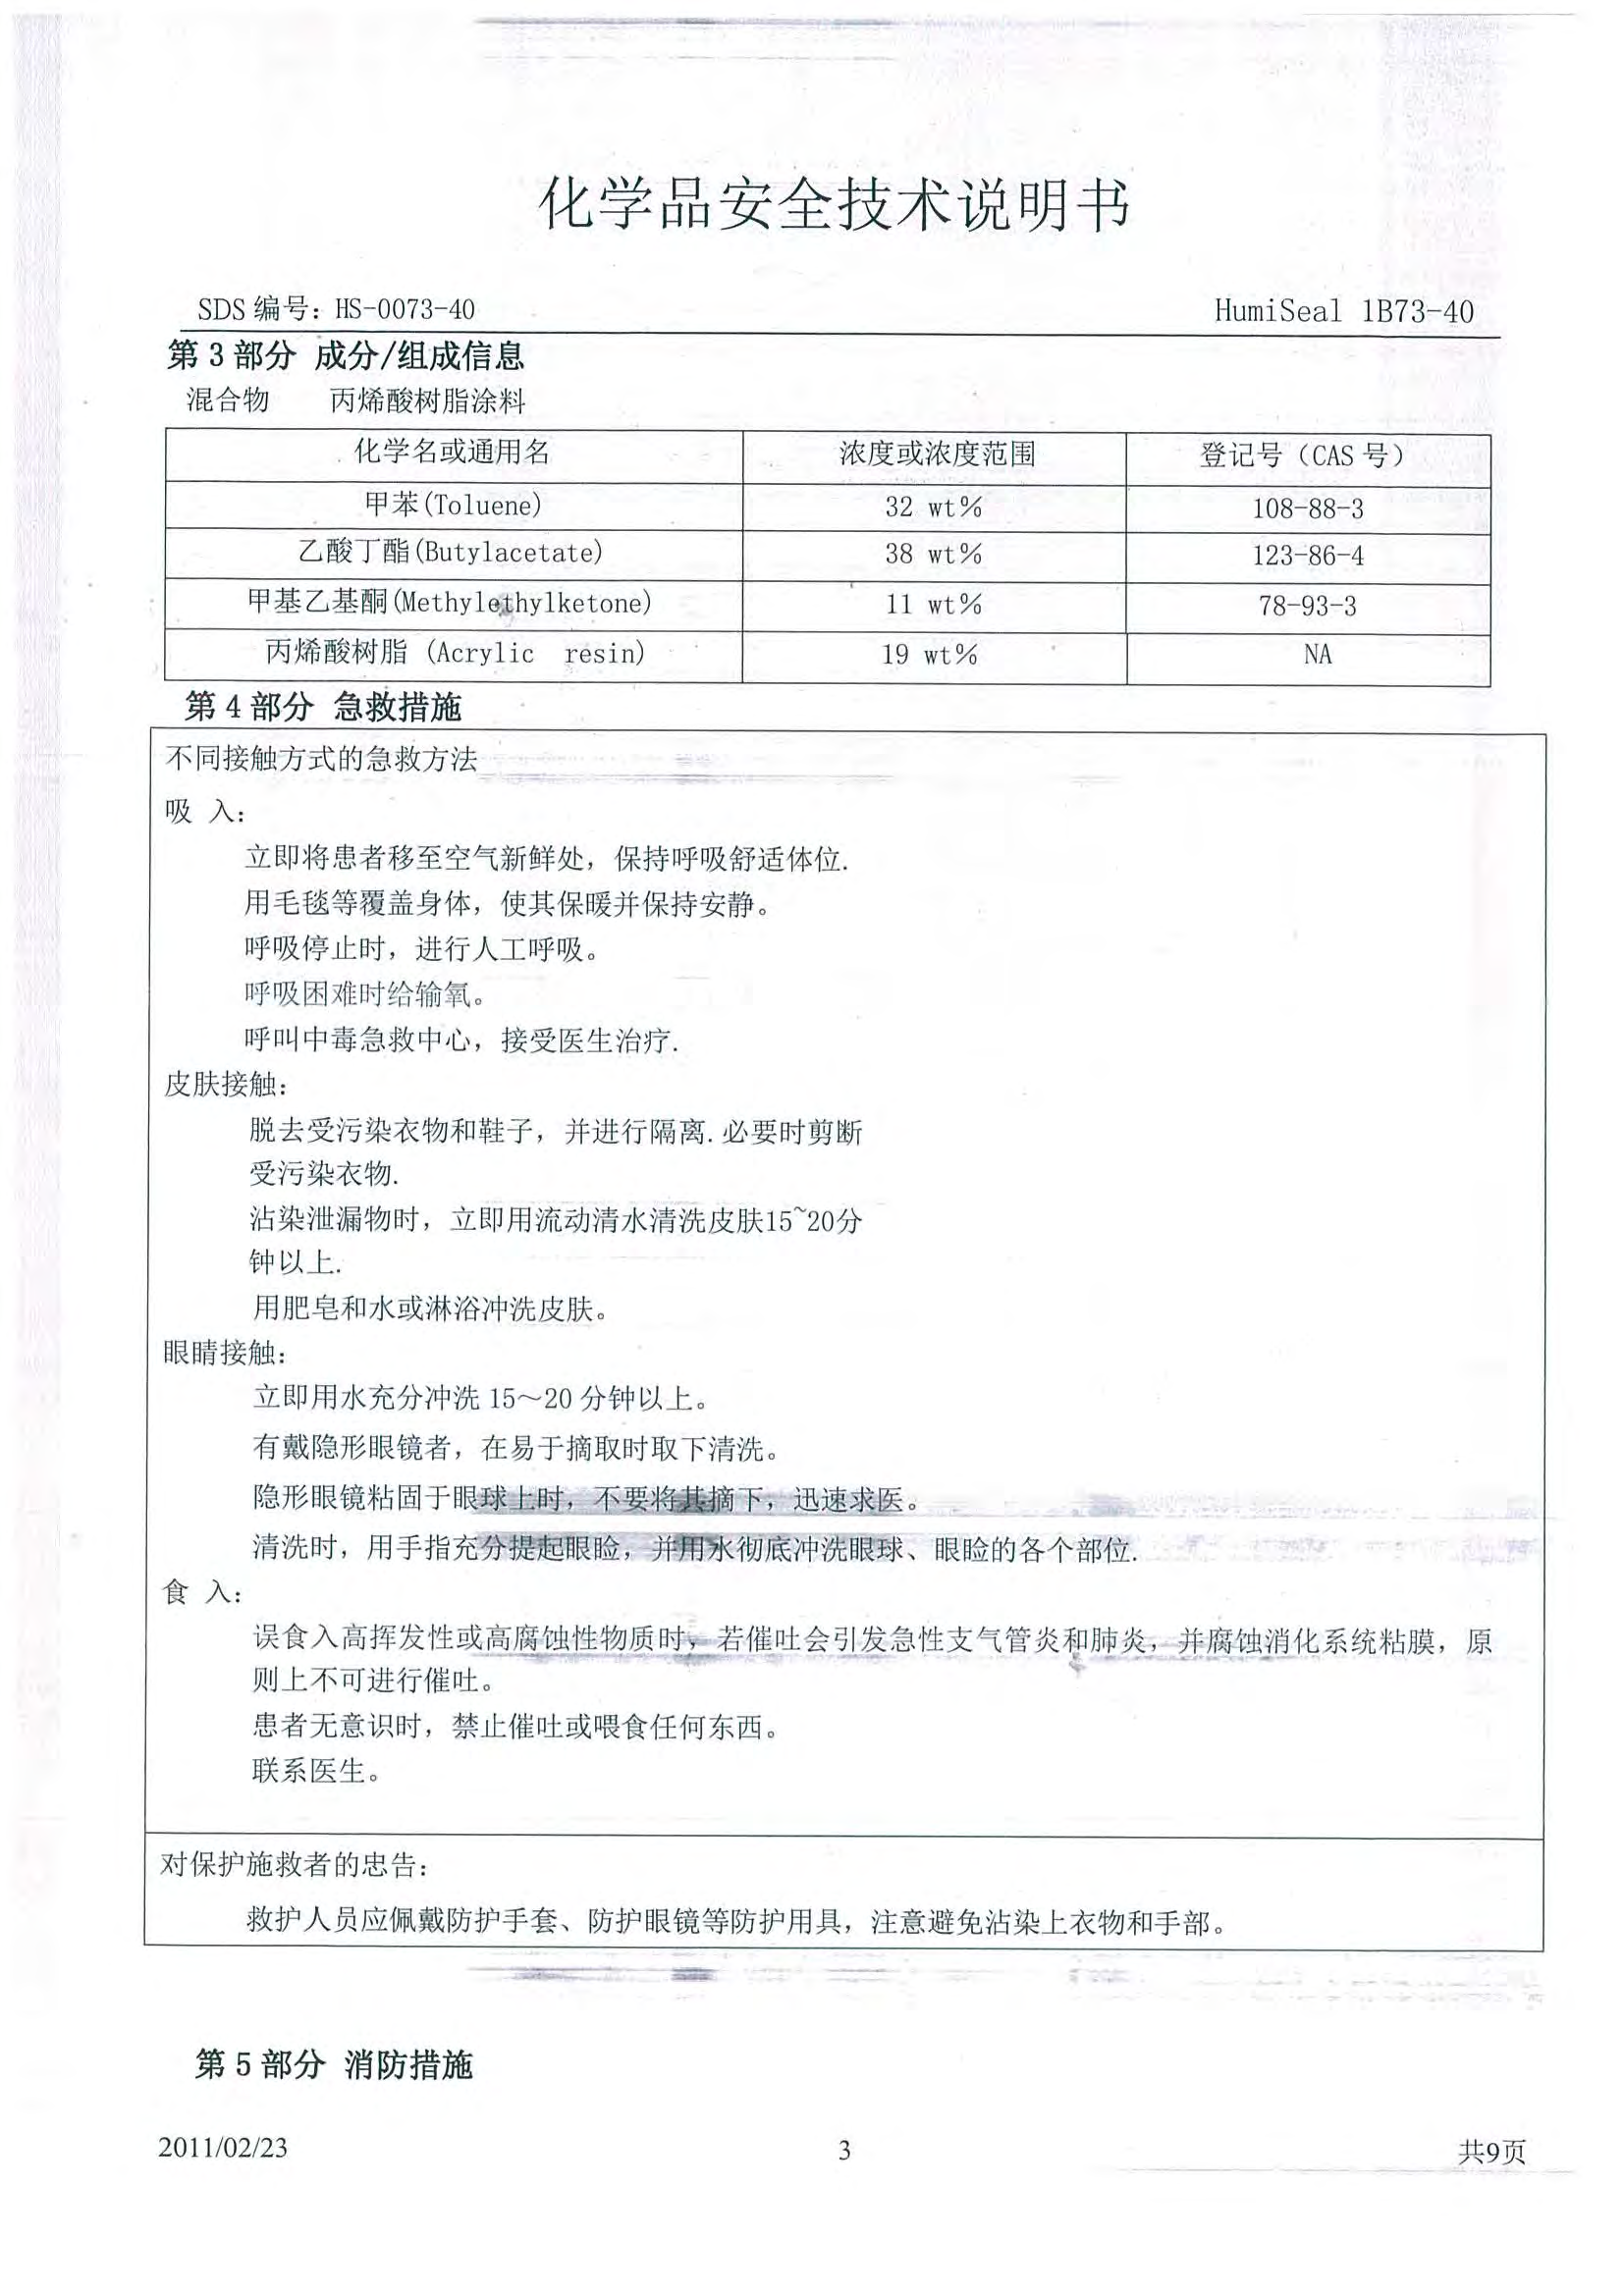 化学品安全技术说明书
SDS 编号: HS-0073-40 HumiSeal 1B73-40
第 3 部分 成分/组成信息
混合物 丙烯酸树脂涂料
化学名或通用名 浓度或浓度范围 登记号（CAS 号）
甲苯(Toluene) 32 wt% 108-88-3
乙酸丁酯(Butylacetate) 38 wt% 123-86-4
甲基乙基酮(Methylethylketone) 11 wt% 78-93-3
丙烯酸树脂 (Acrylic resin) 19 wt% NA
第 4 部分 急救措施
不同接触方式的急救方法
吸 入:
立即将患者移至空气新鲜处，保持呼吸舒适体位.
用毛毯等覆盖身体，使其保暖并保持安静。
呼吸停止时，进行人工呼吸。
呼吸困难时给输氧。
呼叫中毒急救中心，接受医生治疗.
皮肤接触:
脱去受污染衣物和鞋子，并进行隔离.必要时剪断
受污染衣物.
沾染泄漏物时，立即用流动清水清洗皮肤15~20分
钟以上.
用肥皂和水或淋浴冲洗皮肤。
眼睛接触:
立即用水充分冲洗 15～20 分钟以上。
有戴隐形眼镜者，在易于摘取时取下清洗。
隐形眼镜粘固于眼球上时，不要将其摘下，迅速求医。
清洗时，用手指充分提起眼睑，并用水彻底冲洗眼球、眼睑的各个部位.
食 入:
误食入高挥发性或高腐蚀性物质时，若催吐会引发急性支气管炎和肺炎，并腐蚀消化系统粘膜，原
则上不可进行催吐。
患者无意识时，禁止催吐或喂食任何东西。
联系医生。
对保护施救者的忠告:
救护人员应佩戴防护手套、防护眼镜等防护用具，注意避免沾染上衣物和手部。
第 5 部分 消防措施
2011/02/23 3 共9页